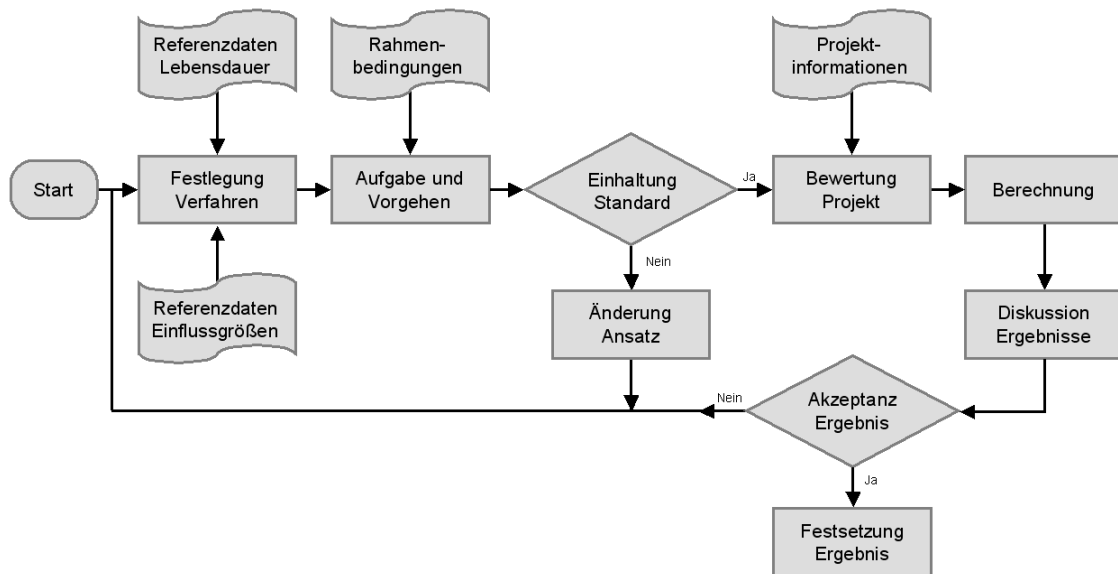 Referenzdaten
Lebensdauer
Rahmen-
bedingungen
Projekt-
informationen
Start
Festlegung
Verfahren
Aufgabe und
Vorgehen
Einhaltung
Standard
Ja
Bewertung
Projekt
Berechnung
Nein
Referenzdaten
Einflussgrößen
Änderung
Ansatz
Diskussion
Ergebnisse
Nein
Akzeptanz
Ergebnis
Ja
Festsetzung
Ergebnis